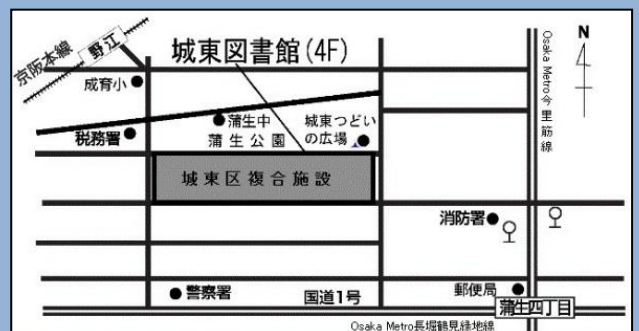 城東図書館(4F)
N
京阪本線
野江
成育小
Osaka Metro今里筋線
税務署
蒲生中
蒲生公園
城東つどい
の広場
城東区複合施設
消防署
警察署
国道1号
郵便局
蒲生四丁目
Osaka Metro長堀鶴見緑地線